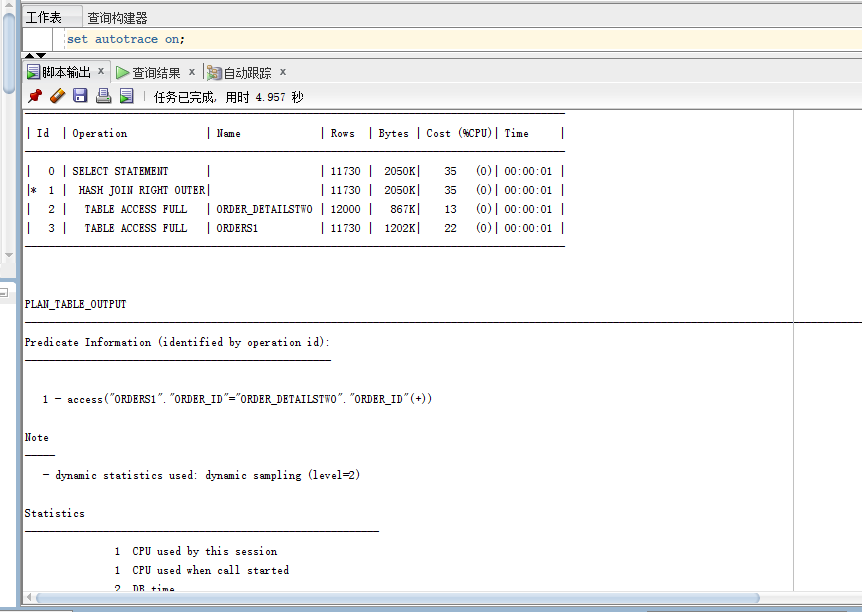 工作表 查询构建器
set autotrace on;
脚本输出 x 查询结果 x 自动跟踪 x
任务已完成, 用时 4.957 秒
| Id | Operation | Name | Rows | Bytes | Cost (%CPU)| Time |
| 0 | SELECT STATEMENT | | 11730 | 2050K| 35 (0)| 00:00:01 |
|* 1 | HASH JOIN RIGHT OUTER| | 11730 | 2050K| 35 (0)| 00:00:01 |
| 2 | TABLE ACCESS FULL | ORDER_DETAILSTWO | 12000 | 867K| 13 (0)| 00:00:01 |
| 3 | TABLE ACCESS FULL | ORDERS1 | 11730 | 1202K| 22 (0)| 00:00:01 |
PLAN_TABLE_OUTPUT
Predicate Information (identified by operation id):
1 - access("ORDERS1"."ORDER_ID"="ORDER_DETAILSTWO"."ORDER_ID"(+))
Note
-----
- dynamic statistics used: dynamic sampling (level=2)
Statistics
1 CPU used by this session
1 CPU used when call started
2 DB time